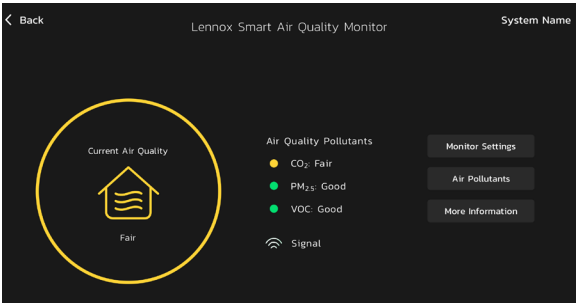 Back
Lennox Smart Air Quality Monitor
System Name
Current Air Quality
Fair
Air Quality Pollutants
CO₂: Fair
PM₂.₅: Good
VOC: Good
Signal
Monitor Settings
Air Pollutants
More Information